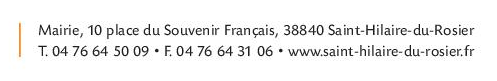 Mairie, 10 place du Souvenir Français, 38840 Saint-Hilaire-du-Rosier
T. 04 76 64 50 09 • F. 04 76 64 31 06 • www.saint-hilaire-du-rosier.fr